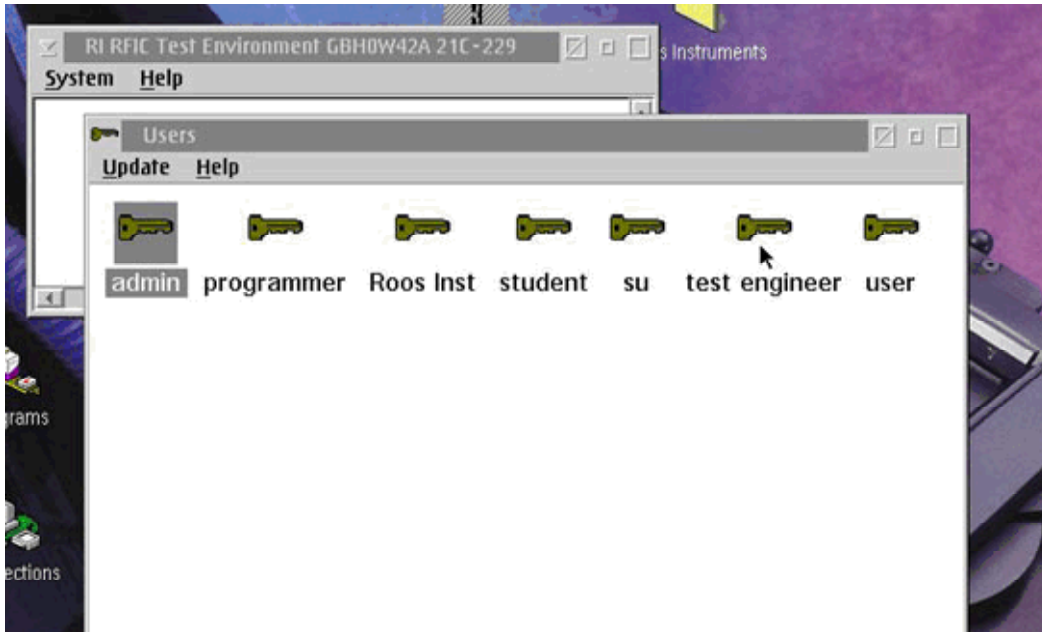 RI RFIC Test Environment GBH0W42A 21C-229
s Instruments
System Help
Users
Update Help
admin programmer Roos Inst student su test engineer user
rams
ections